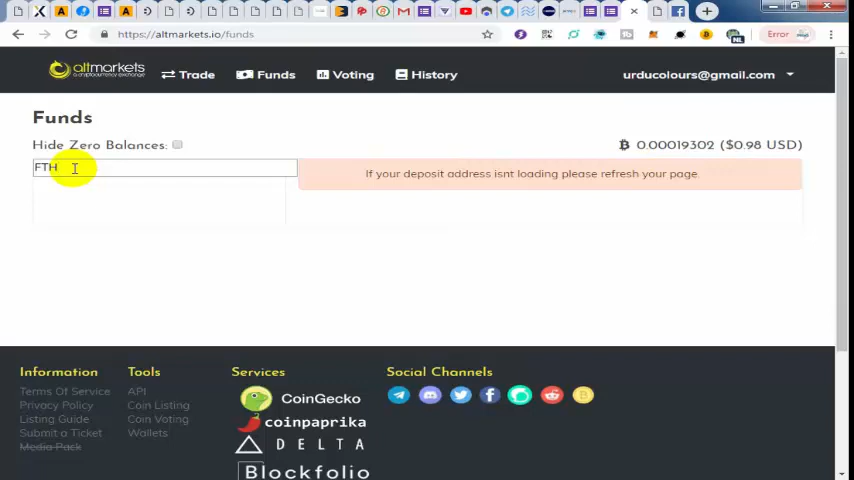 https://altmarkets.io/funds
Error
altmarkets
a cryptocurrency exchange
Trade
Funds
Voting
History
urducolours@gmail.com
Funds
Hide Zero Balances:
0.00019302 ($0.98 USD)
FTH
If your deposit address isnt loading please refresh your page.
Information
Tools
Services
Social Channels
Terms Of Service
API
CoinGecko
Privacy Policy
Coin Listing
coinpaprika
Listing Guide
Coin Voting
Submit a Ticket
Wallets
DELTA
Media Pack
Blockfolio